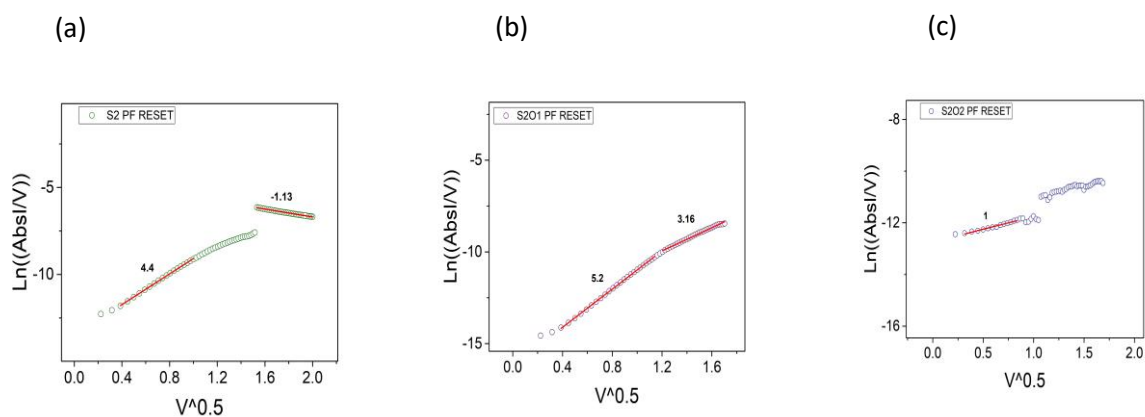 (a)
S2 PF RESET
-5
-10
Ln((AbsI/V))
-1.13
4.4
0.0 0.4 0.8 1.2 1.6 2.0
V^0.5
(b)
S2O1 PF RESET
-5
-10
-15
Ln((AbsI/V))
3.16
5.2
0.0 0.4 0.8 1.2 1.6
V^0.5
(c)
S2O2 PF RESET
-8
-12
-16
Ln((AbsI/V))
1
0.0 0.5 1.0 1.5 2.0
V^0.5